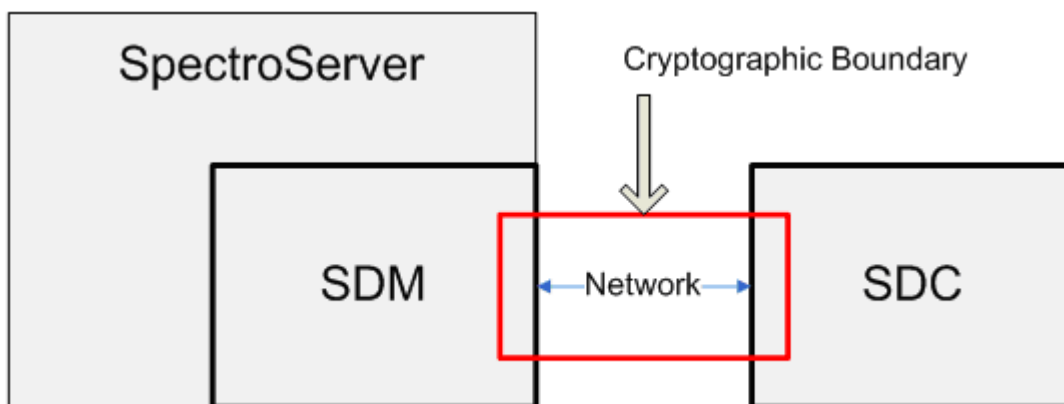 SpectroServer
Cryptographic Boundary
SDM
Network
SDC